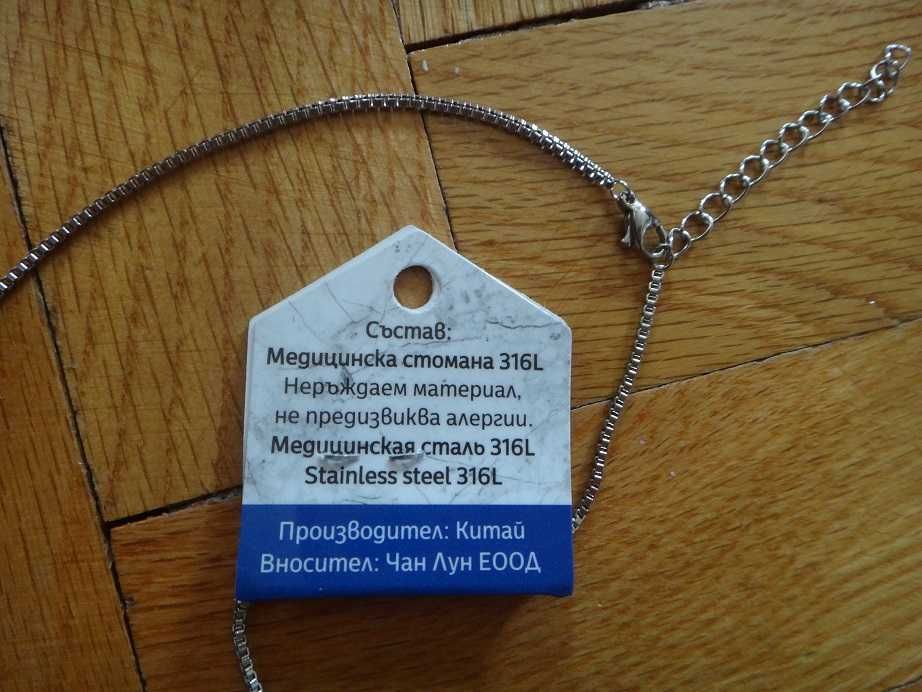 Състав:
Медицинска стомана 316L
Неръждаем материал,
не предизвиква алергии.
Медицинская сталь 316L
Stainless steel 316L
Производител: Китай
Вносител: Чан Лун ЕООД